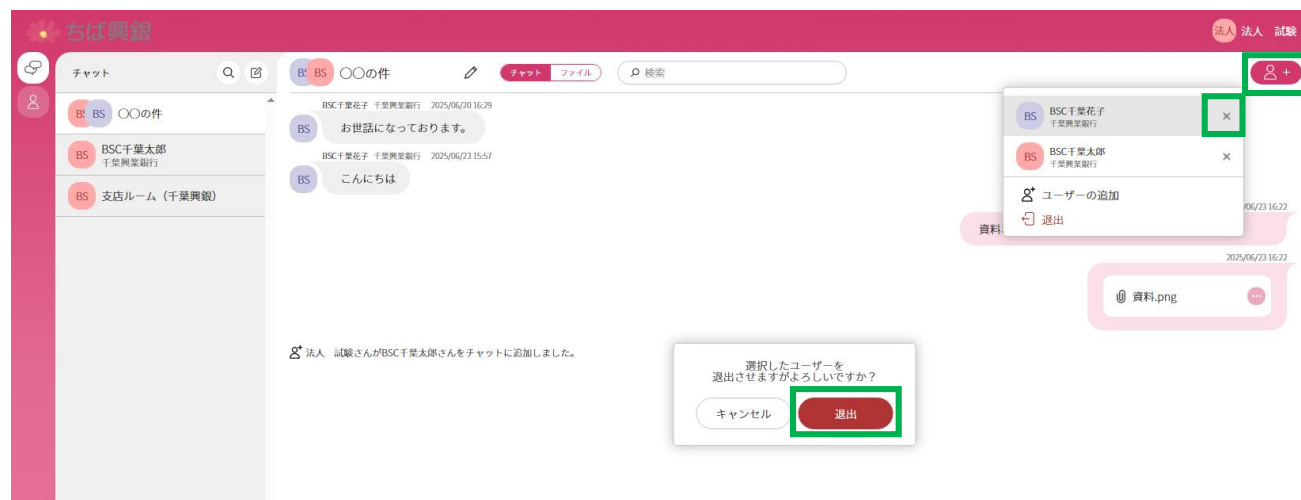 ちば興銀
法人 法人 試験
チャット
BS BS 〇〇の件
BS BSC千葉太郎
千葉興業銀行
BS 支店ルーム（千葉興銀）
BS BS 〇〇の件 チャット ファイル 検索
BSC千葉花子 千葉興業銀行 2025/06/20 16:29
BS お世話になっております。
BSC千葉花子 千葉興業銀行 2025/06/23 15:57
BS こんにちは
BS BSC千葉花子 ×
千葉興業銀行
BS BSC千葉太郎 ×
千葉興業銀行
ユーザーの追加
退出
/06/23 16:22
資料
2025/06/23 16:22
資料.png
法人 試験さんがBSC千葉太郎さんをチャットに追加しました。
選択したユーザーを
退出させますがよろしいですか？
キャンセル 退出